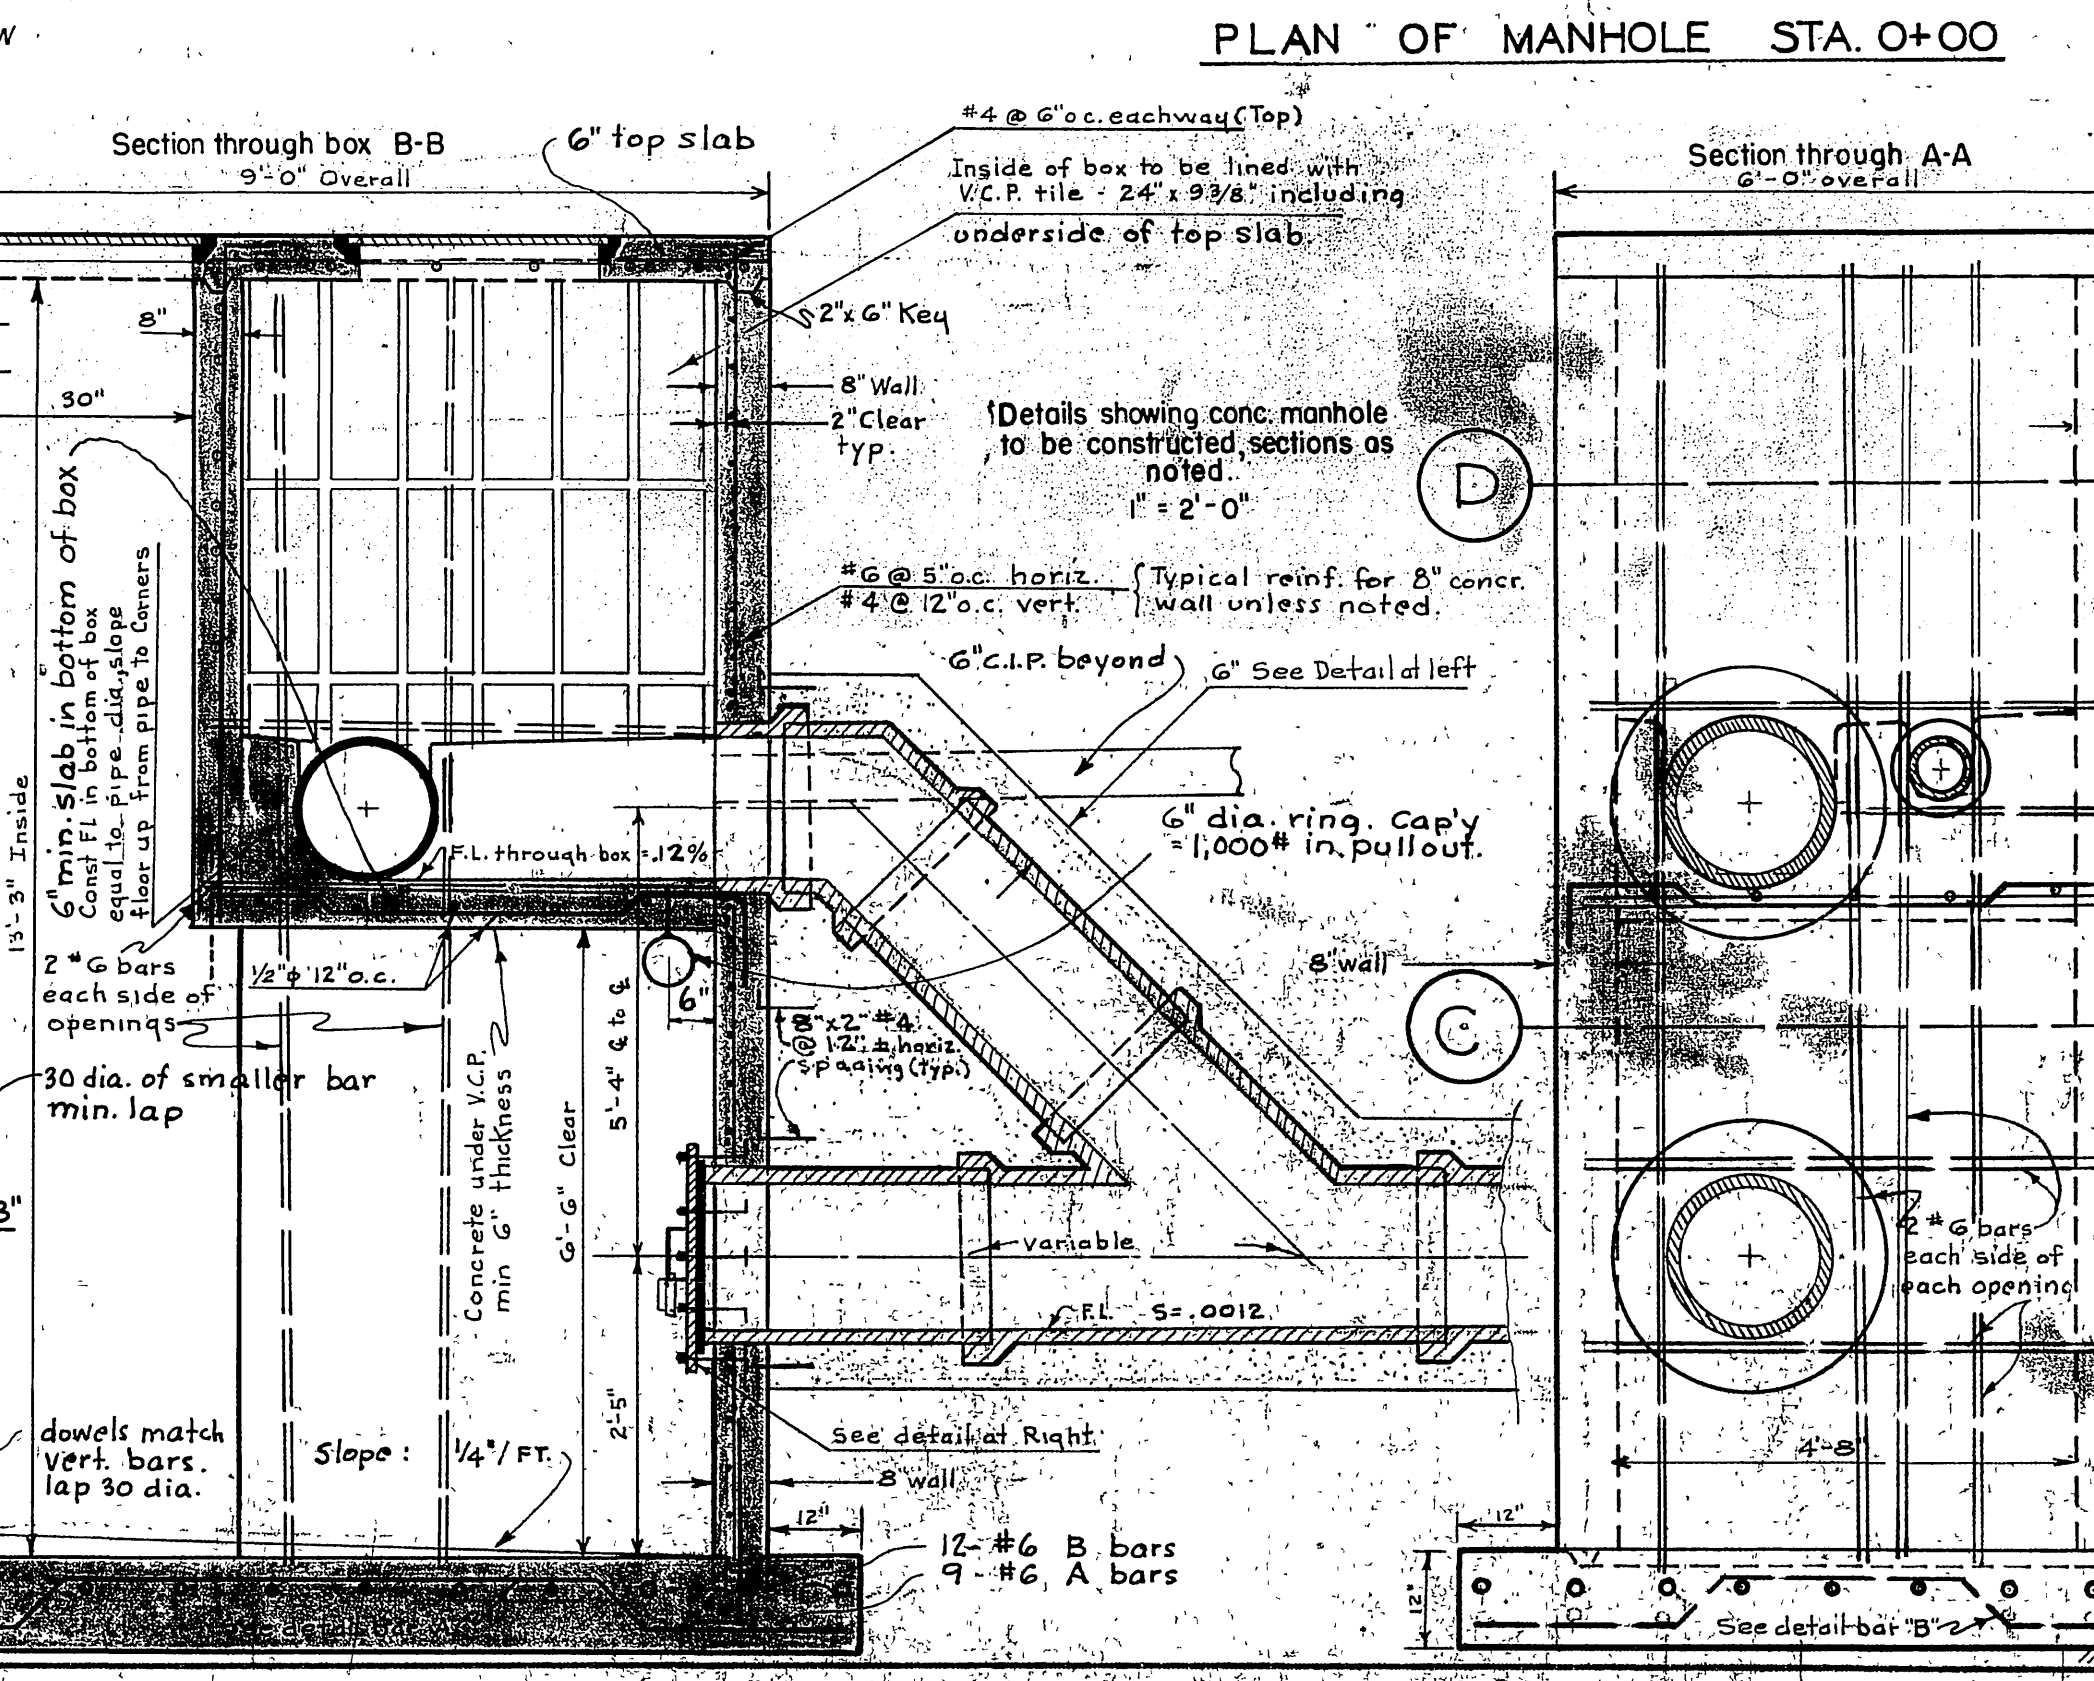 PLAN OF MANHOLE STA. 0+00
Section through box B-B
9'-0" Overall
6" top slab
#4 @ 6" o.c. eachway (Top)
Inside of box to be lined with
V.C.P. tile - 24" x 9 3/8" including
underside of top slab
Section through A-A
6'-0" overall
8"
30"
2"x 6" Key
8" Wall
2" Clear
typ.
Details showing conc. manhole
to be constructed, sections as
noted.
1" = 2'-0"
D
#6 @ 5" o.c. horiz.
#4 @ 12" o.c. vert.
Typical reinf. for 8" concr.
wall unless noted.
6" C.I.P. beyond
6" See Detail at left
13'-3" Inside
6" min. slab in bottom of box
Const FL in bottom of box
equal to pipe dia., slope
floor up from pipe to Corners
F.L. through box = .12%
6" dia. ring. Cap'y
= 1,000# in pullout.
2 #6 bars
each side of
openings
1/2" ϕ 12" o.c.
6"
8" wall
C
8" x 2" #4
@ 12" ± horiz.
spacing (typ.)
30 dia. of smaller bar
min. lap
Concrete under V.C.P.
min 6" thickness
6'-6" Clear
5'-4" ℄ to ℄
3"
variable
F.L. S = .0012
2 #6 bars
each side of
each opening
2'-5"
dowels match
vert. bars.
lap 30 dia.
Slope: 1/4"/FT.
See detail at Right
8 wall
4'-8"
12"
12"
12- #6 B bars
9 - #6 A bars
12"
See detail bar "B"